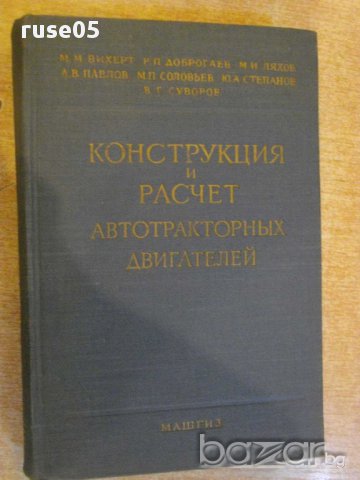 ruse05
М. М. ВИХЕРТ Р. П. ДОБРОГАЕВ М. И. ЛЯХОВ
А. В. ПАВЛОВ М. П. СОЛОВЬЕВ Ю. А. СТЕПАНОВ
В. Г. СУВОРОВ
КОНСТРУКЦИЯ
И
РАСЧЕТ
АВТОТРАКТОРНЫХ
ДВИГАТЕЛЕЙ
МАШГИЗ
bazar.bg